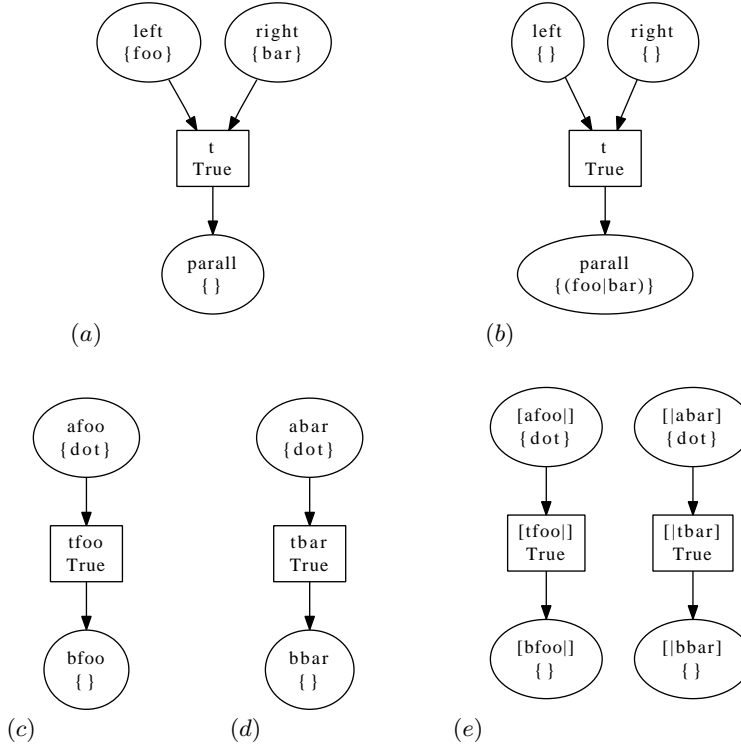 left
{foo}
right
{bar}
t
True
parall
{}
(a)
left
{}
right
{}
t
True
parall
{(foo|bar)}
(b)
afoo
{dot}
tfoo
True
bfoo
{}
(c)
abar
{dot}
tbar
True
bbar
{}
(d)
[afoo|]
{dot}
[tfoo|]
True
[bfoo|]
{}
[|abar]
{dot}
[|tbar]
True
[|bbar]
{}
(e)